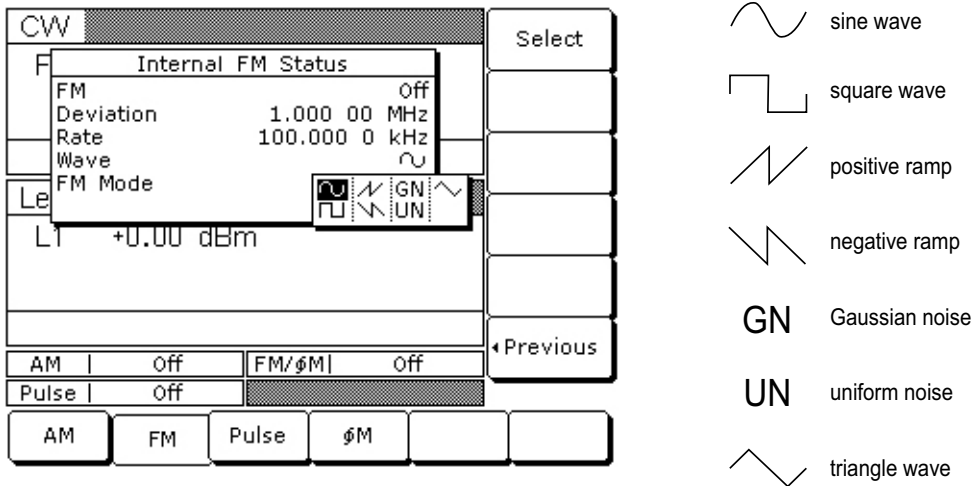 CW
Select
F
Internal FM Status
FM Off
Deviation 1.000 00 MHz
Rate 100.000 0 kHz
Wave
FM Mode
GN
UN
Le
L1 +0.00 dBm
◂Previous
AM | Off
FM/ϕM| Off
Pulse | Off
AM
FM
Pulse
ϕM
sine wave
square wave
positive ramp
negative ramp
GN Gaussian noise
UN uniform noise
triangle wave